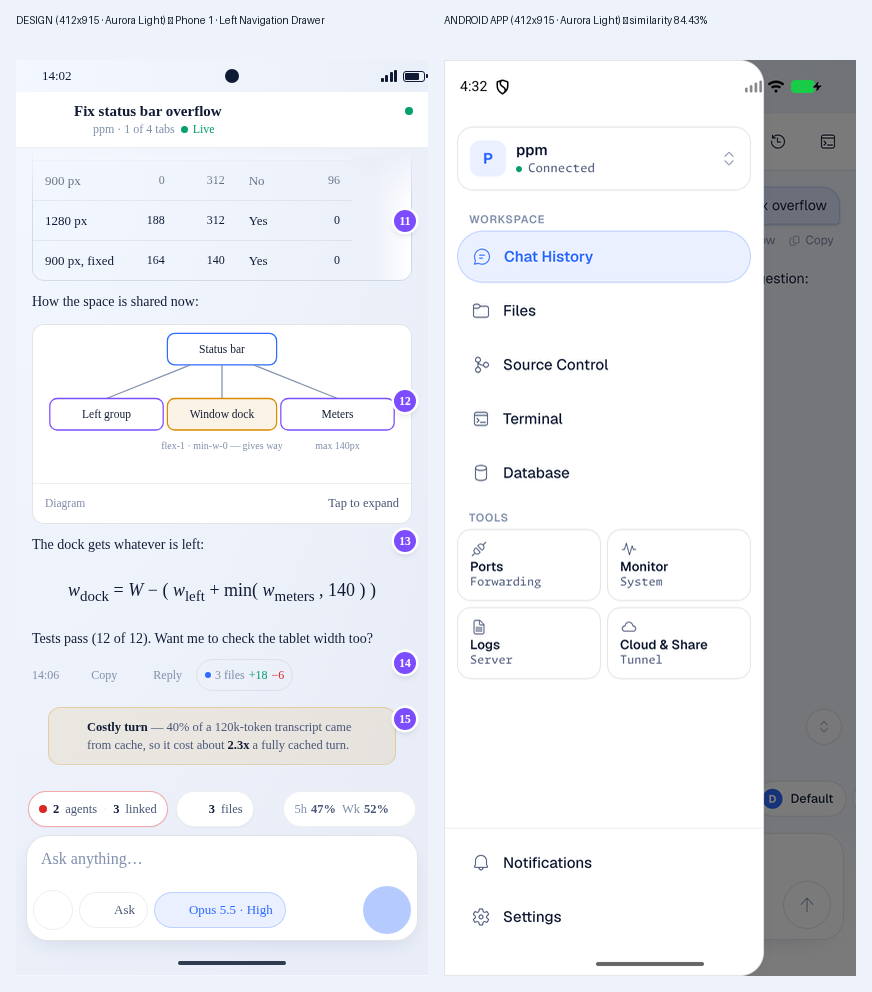 DESIGN (412x915 · Aurora Light) Phone 1 · Left Navigation Drawer
14:02
Fix status bar overflow
ppm · 1 of 4 tabs Live
900 px 0 312 No 96
1280 px 188 312 Yes 0
11
900 px, fixed 164 140 Yes 0
How the space is shared now:
Status bar
12
Left group Window dock Meters
flex-1 · min-w-0 — gives way max 140px
Diagram Tap to expand
13
The dock gets whatever is left:
wdock = W − ( wleft + min( wmeters , 140 ) )
Tests pass (12 of 12). Want me to check the tablet width too?
14
14:06 Copy Reply 3 files +18 −6
15
Costly turn — 40% of a 120k-token transcript came
from cache, so it cost about 2.3x a fully cached turn.
2 agents · 3 linked 3 files 5h 47% Wk 52%
Ask anything…
Ask Opus 5.5 · High
ANDROID APP (412x915 · Aurora Light) similarity 84.43%
4:32
P ppm
Connected
WORKSPACE
Chat History
Files
Source Control
Terminal
Database
TOOLS
Ports
Forwarding
Monitor
System
Logs
Server
Cloud & Share
Tunnel
Notifications
Settings
overflow
Copy
estion:
D Default